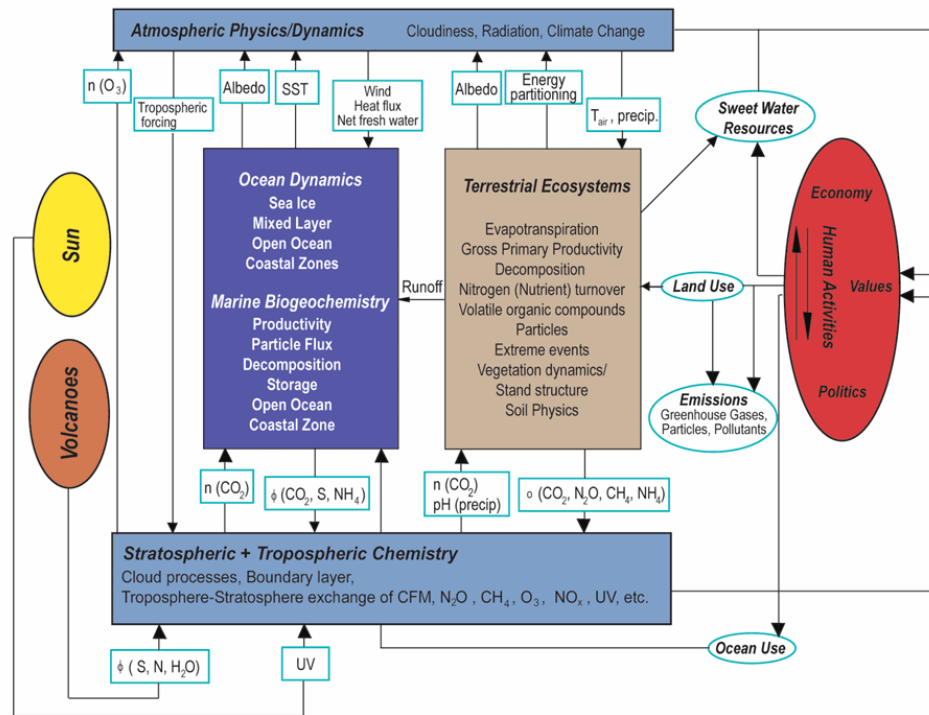 Atmospheric Physics/Dynamics Cloudiness, Radiation, Climate Change
n (O₃)
Tropospheric
forcing
Albedo
SST
Wind
Heat flux
Net fresh water
Albedo
Energy
partitioning
Tair , precip.
Sweet Water
Resources
Sun
Volcanoes
Ocean Dynamics
Sea Ice
Mixed Layer
Open Ocean
Coastal Zones
Marine Biogeochemistry
Productivity
Particle Flux
Decomposition
Storage
Open Ocean
Coastal Zone
Runoff
Terrestrial Ecosystems
Evapotranspiration
Gross Primary Productivity
Decomposition
Nitrogen (Nutrient) turnover
Volatile organic compounds
Particles
Extreme events
Vegetation dynamics/
Stand structure
Soil Physics
Land Use
Emissions
Greenhouse Gases,
Particles, Pollutants
Economy
Human Activities
Values
Politics
n (CO₂)
ϕ (CO₂, S, NH₄)
n (CO₂)
pH (precip)
o (CO₂, N₂O, CH₄, NH₄)
Stratospheric + Tropospheric Chemistry
Cloud processes, Boundary layer,
Troposphere-Stratosphere exchange of CFM, N₂O , CH₄ , O₃ , NOₓ , UV, etc.
ϕ ( S, N, H₂O)
UV
Ocean Use